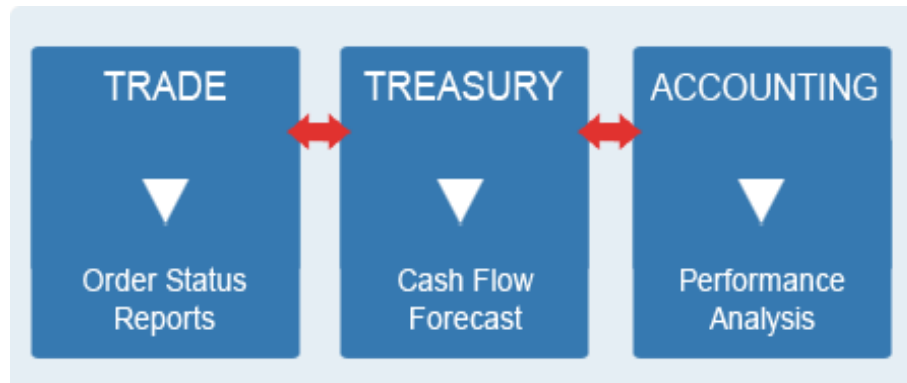 TRADE
Order Status
Reports
TREASURY
Cash Flow
Forecast
ACCOUNTING
Performance
Analysis